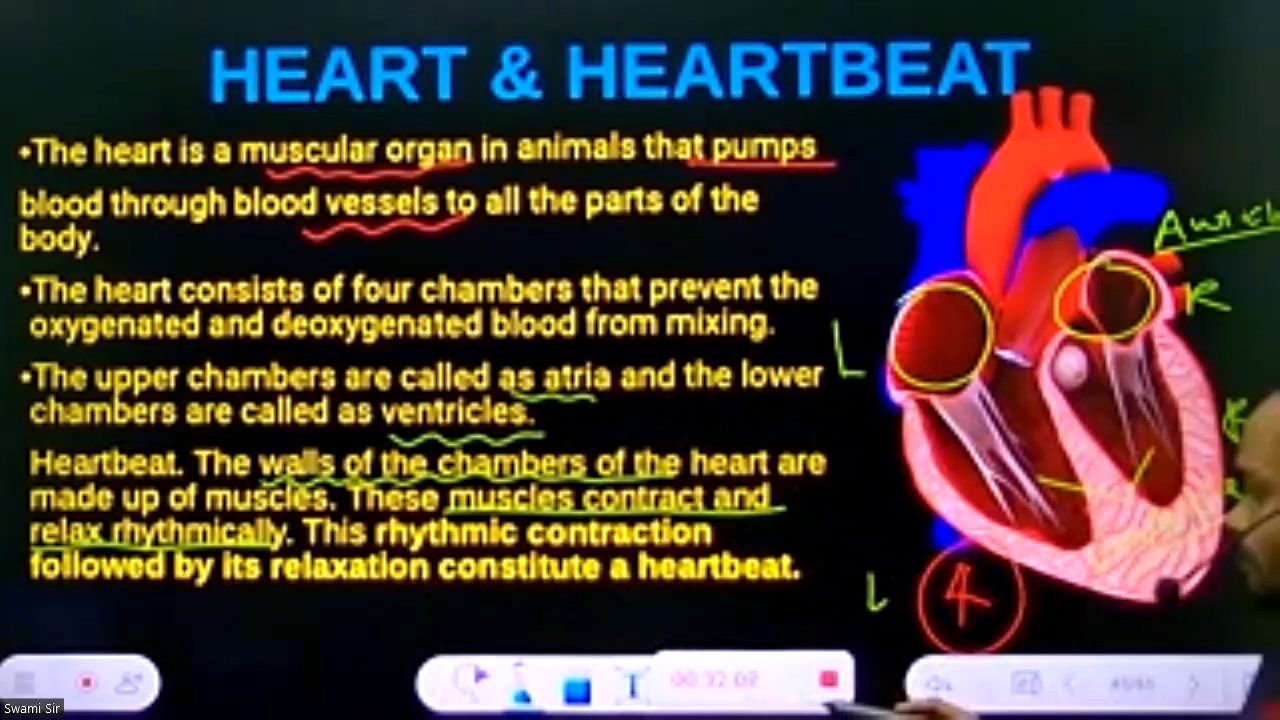 HEART & HEARTBEAT
•The heart is a muscular organ in animals that pumps
blood through blood vessels to all the parts of the
body.
•The heart consists of four chambers that prevent the
oxygenated and deoxygenated blood from mixing.
•The upper chambers are called as atria and the lower
chambers are called as ventricles.
Heartbeat. The walls of the chambers of the heart are
made up of muscles. These muscles contract and
relax rhythmically. This rhythmic contraction
followed by its relaxation constitute a heartbeat.
R
L
L
4
Swami Sir